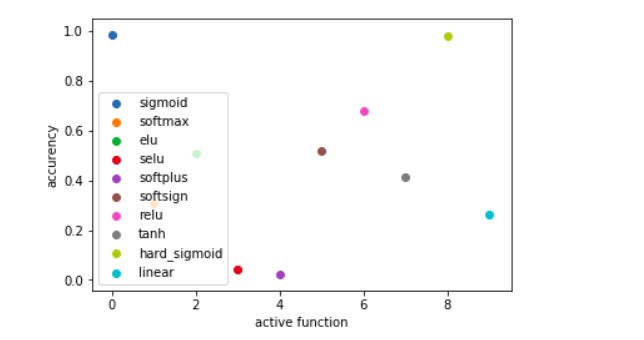 1.0
0.8
0.6
0.4
0.2
0.0
accurency
sigmoid
softmax
elu
selu
softplus
softsign
relu
tanh
hard_sigmoid
linear
0 2 4 6 8
active function